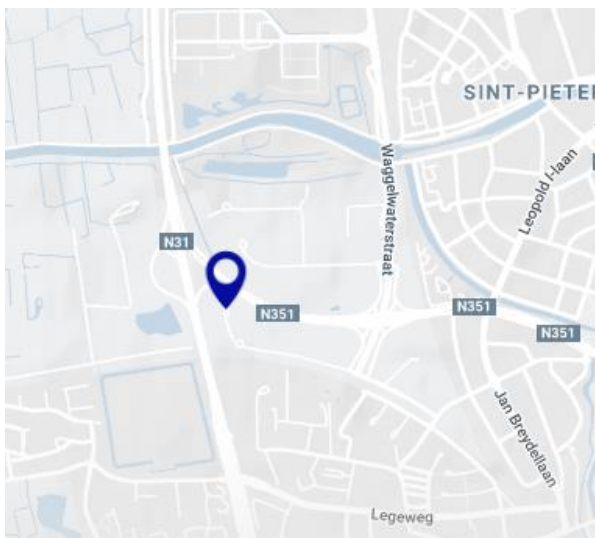 SINT-PIETE
Waggelwaterstraat
Leopold I-laan
N31
N351
N351
N351
Jan Breydellaan
Legeweg